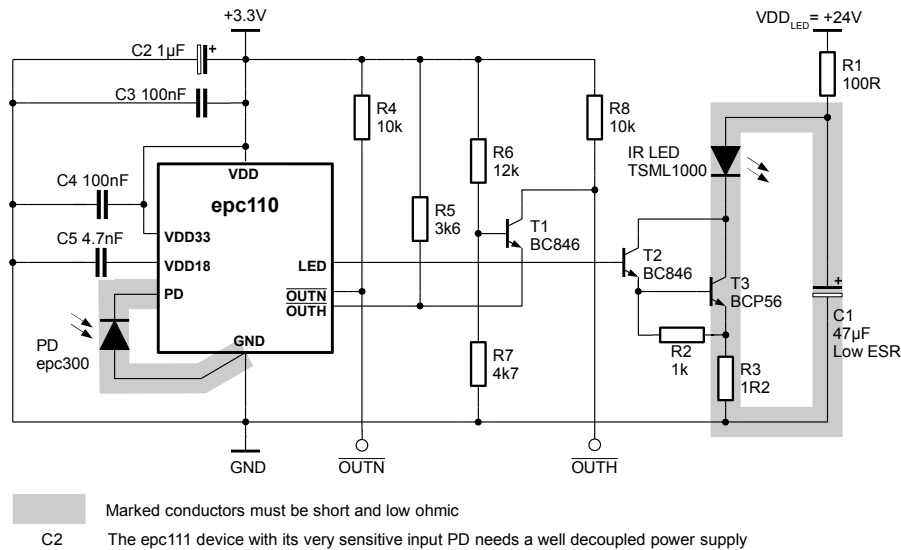 +3.3V
VDD LED = +24V
C2 1µF
+
R1
100R
C3 100nF
R4
10k
R8
10k
R6
12k
IR LED
TSML1000
C4 100nF
VDD
epc110
R5
3k6
T1
BC846
VDD33
C5 4.7nF
VDD18
LED
T2
BC846
T3
BCP56
+
PD
OUTN
OUTH
C1
47µF
Low ESR
PD
epc300
GND
R7
4k7
R2
1k
R3
1R2
GND
OUTN
OUTH
Marked conductors must be short and low ohmic
C2 The epc111 device with its very sensitive input PD needs a well decoupled power supply